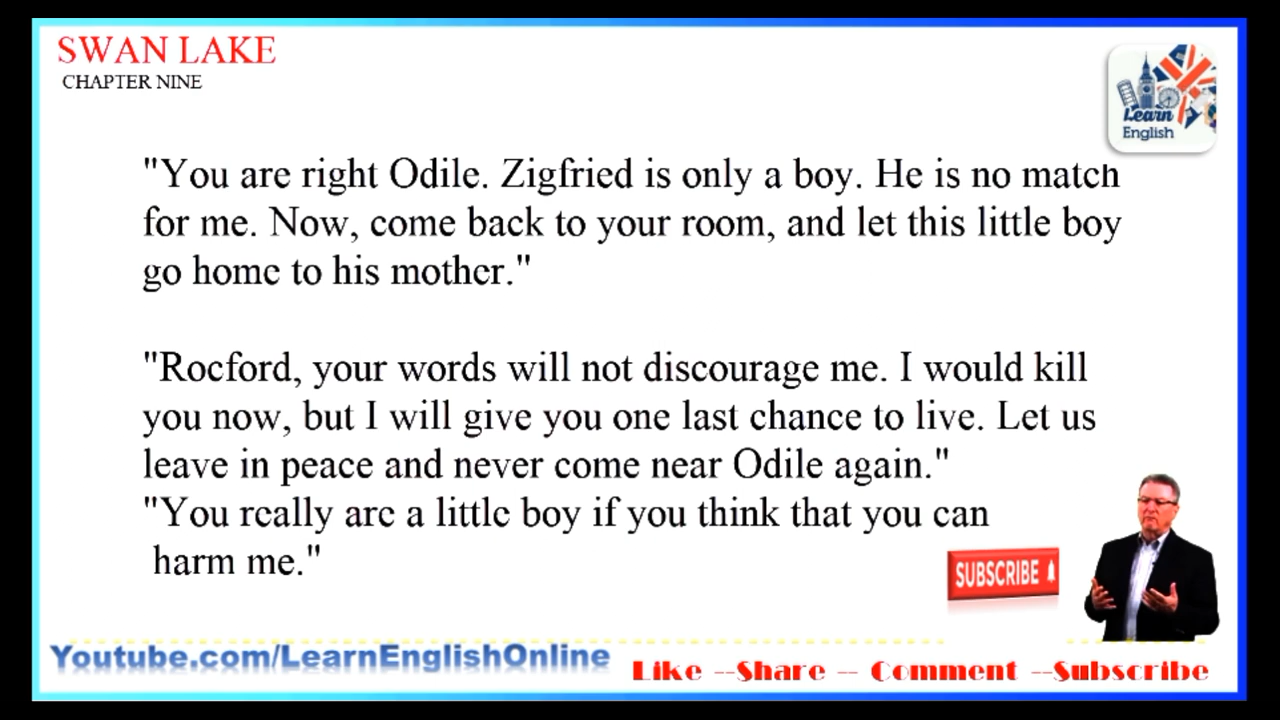 SWAN LAKE
CHAPTER NINE
Learn
English
"You are right Odile. Zigfried is only a boy. He is no match
for me. Now, come back to your room, and let this little boy
go home to his mother."
"Rocford, your words will not discourage me. I would kill
you now, but I will give you one last chance to live. Let us
leave in peace and never come near Odile again."
"You really are a little boy if you think that you can
harm me."
SUBSCRIBE
Youtube.com/LearnEnglishOnline
Like --Share -- Comment --Subscribe